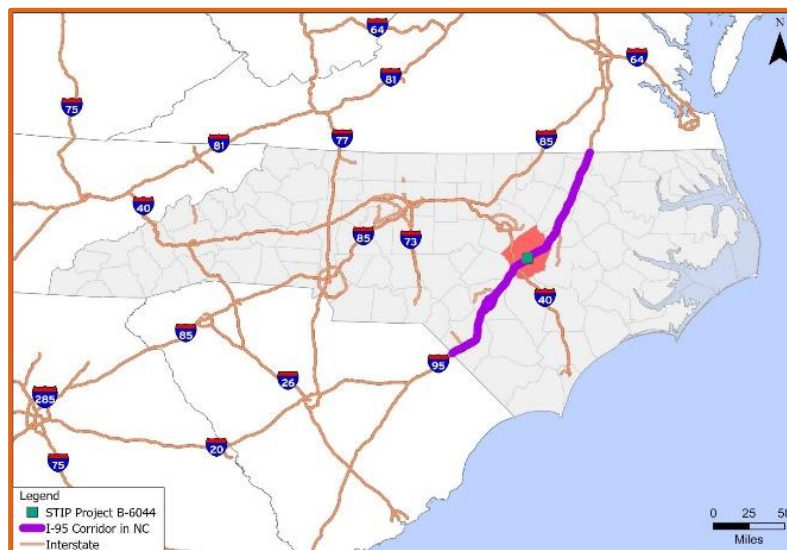 64
N
64
81
75
77
81
85
40
85
73
40
85
95
26
285
20
75
Legend
STIP Project B-6044
I-95 Corridor in NC
Interstate
0 25 50
Miles